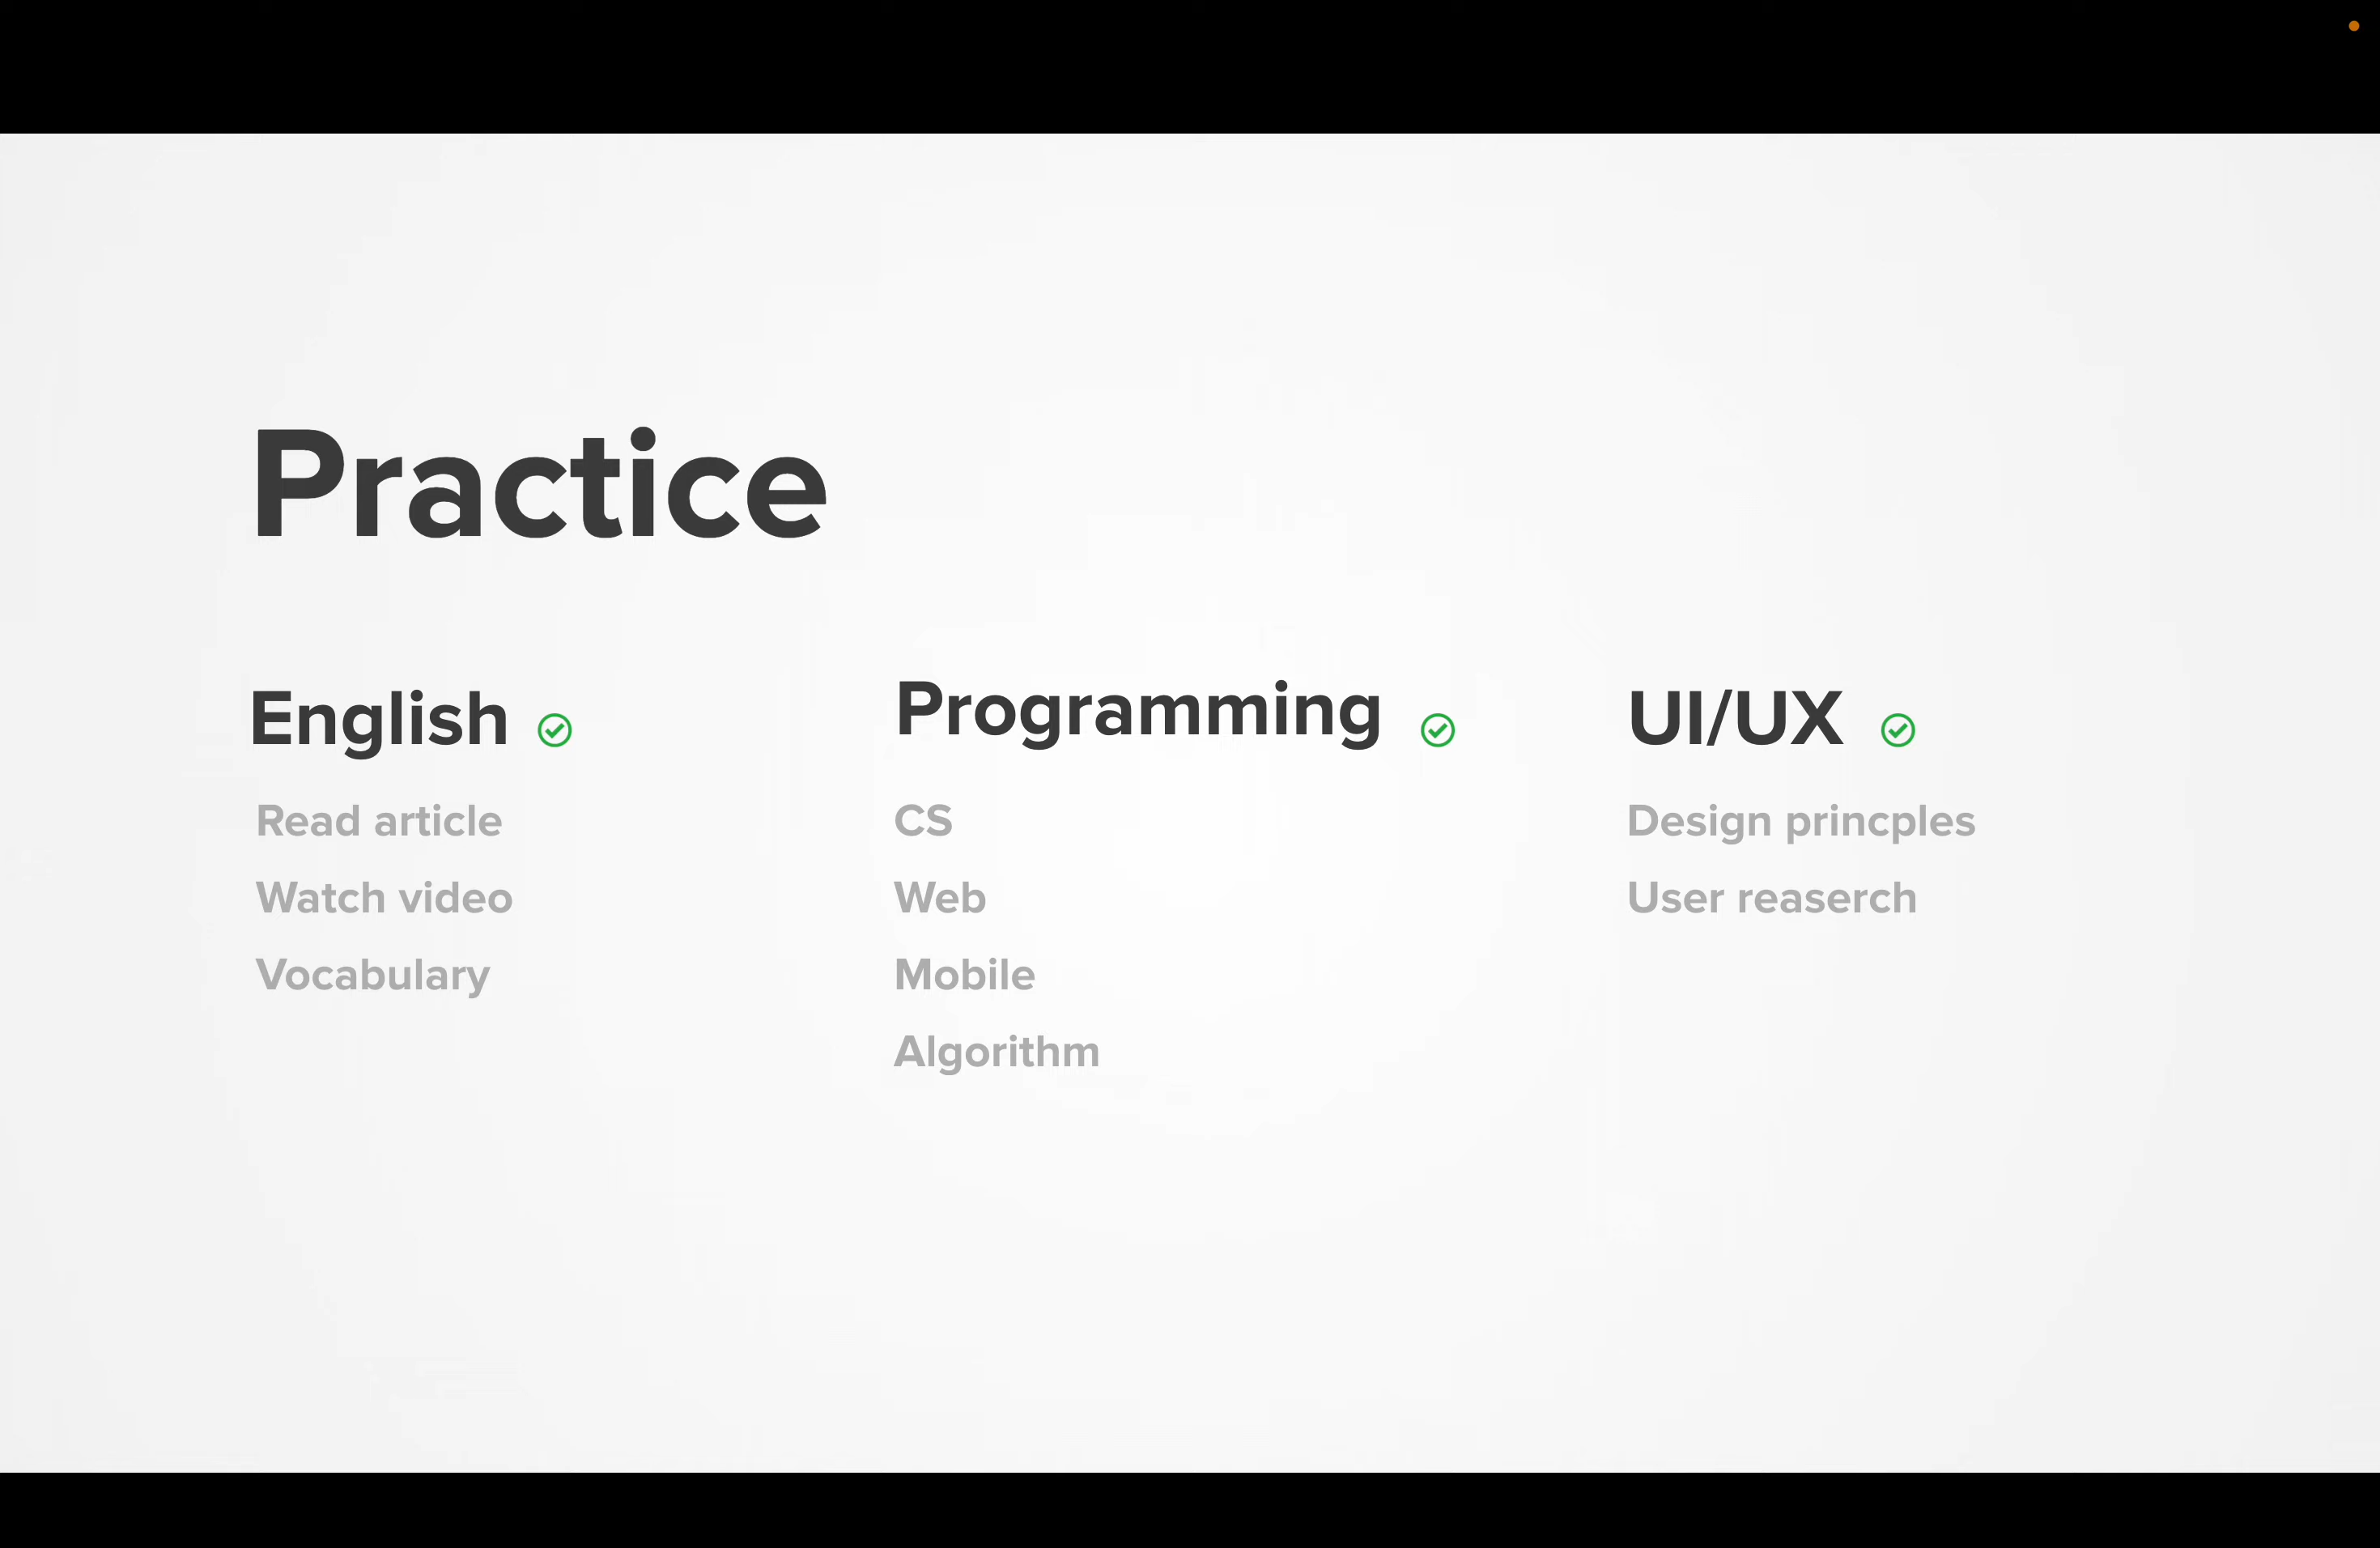 Practice
English
Read article
Watch video
Vocabulary
Programming
CS
Web
Mobile
Algorithm
UI/UX
Design princples
User reaserch